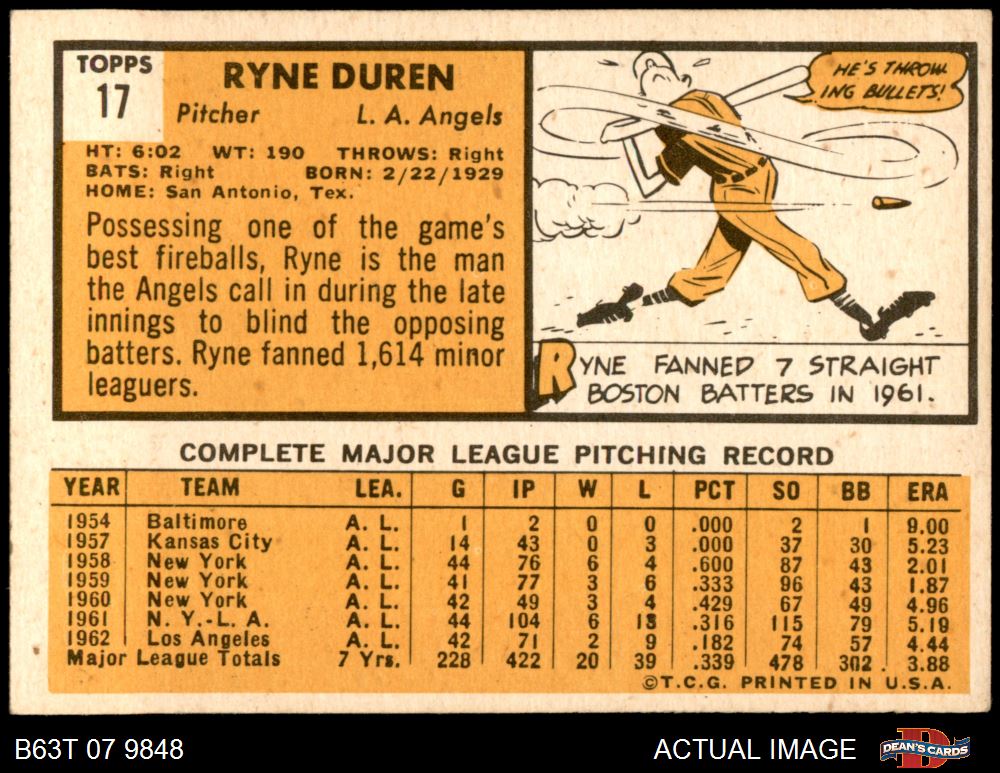 TOPPS
17
RYNE DUREN
Pitcher L. A. Angels
HT: 6:02 WT: 190 THROWS: Right
BATS: Right BORN: 2/22/1929
HOME: San Antonio, Tex.
Possessing one of the game's
best fireballs, Ryne is the man
the Angels call in during the late
innings to blind the opposing
batters. Ryne fanned 1,614 minor
leaguers.
HE'S THROW-
ING BULLETS!
RYNE FANNED 7 STRAIGHT
BOSTON BATTERS IN 1961.
COMPLETE MAJOR LEAGUE PITCHING RECORD
YEAR TEAM LEA. G IP W L PCT SO BB ERA
1954 Baltimore A. L. 1 2 0 0 .000 2 1 9.00
1957 Kansas City A. L. 14 43 0 3 .000 37 30 5.23
1958 New York A. L. 44 76 6 4 .600 87 43 2.01
1959 New York A. L. 41 77 3 6 .333 96 43 1.87
1960 New York A. L. 42 49 3 4 .429 67 49 4.96
1961 N. Y.-L. A. A. L. 44 104 6 13 .316 115 79 5.19
1962 Los Angeles A. L. 42 71 2 9 .182 74 57 4.44
Major League Totals 7 Yrs. 228 422 20 39 .339 478 302 3.88
©T.C.G. PRINTED IN U.S.A.
B63T 07 9848 ACTUAL IMAGE DEAN'S CARDS